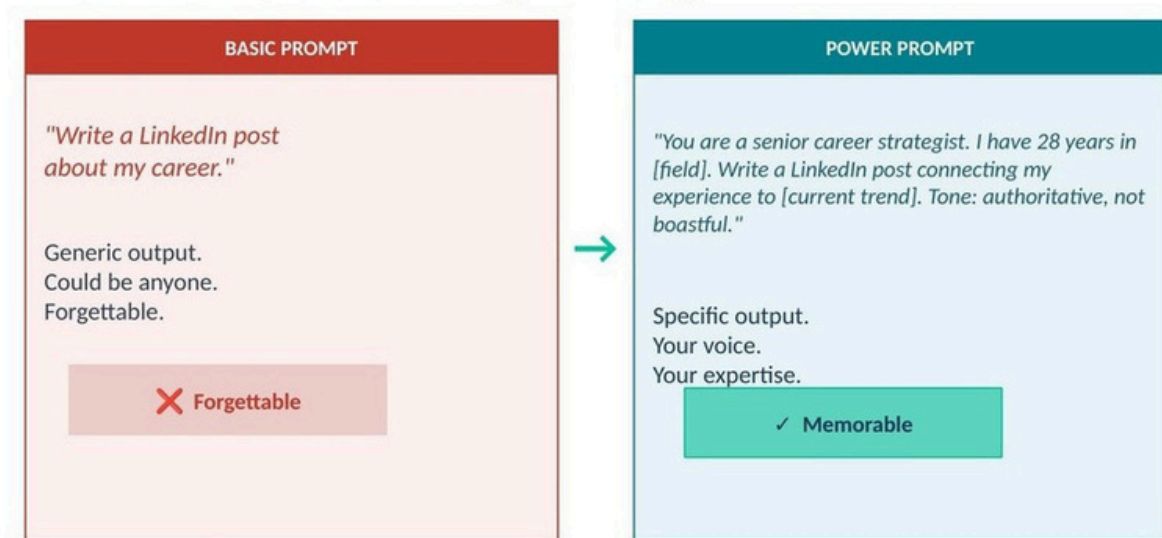 BASIC PROMPT
"Write a LinkedIn post
about my career."
Generic output.
Could be anyone.
Forgettable.
❌ Forgettable
→
POWER PROMPT
"You are a senior career strategist. I have 28 years in
[field]. Write a LinkedIn post connecting my
experience to [current trend]. Tone: authoritative, not
boastful."
Specific output.
Your voice.
Your expertise.
✓ Memorable